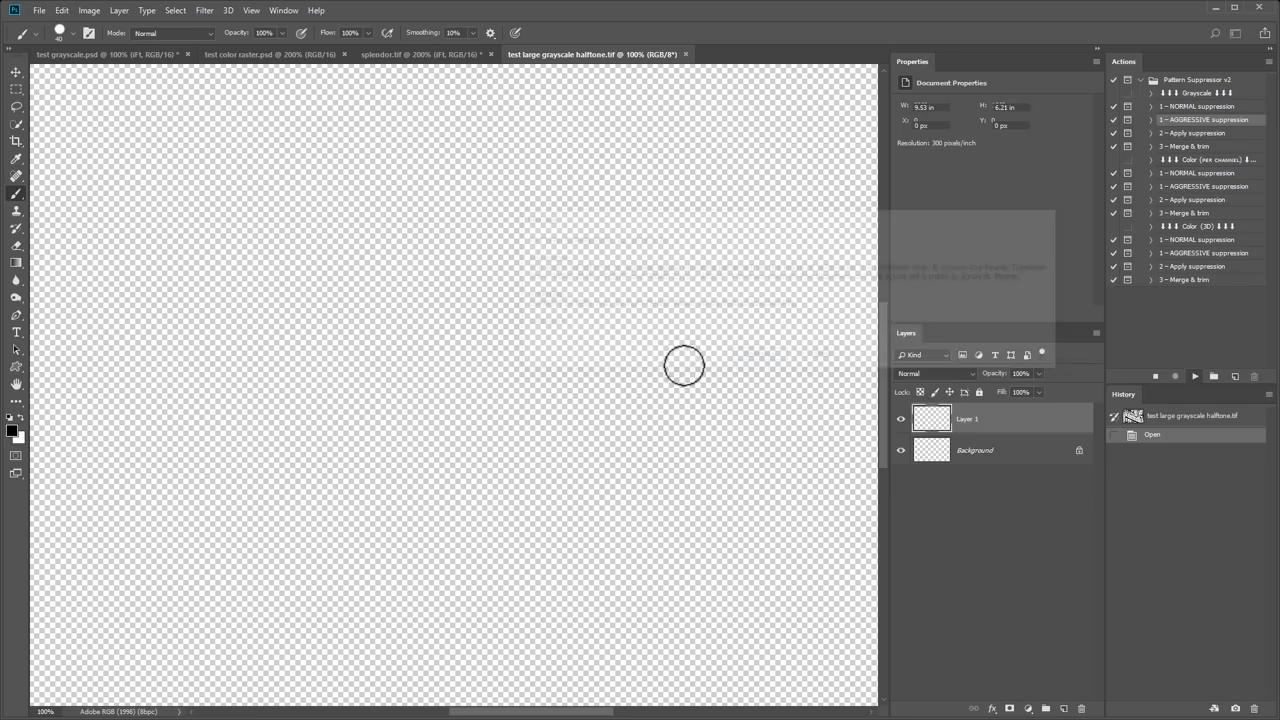 Ps File Edit Image Layer Type Select Filter 3D View Window Help
40 Mode: Normal Opacity: 100% Flow: 100% Smoothing: 10%
test grayscale.psd @ 100% (iFt, RGB/16) * × test color raster.psd @ 200% (RGB/16) × splendor.tif @ 200% (iFt, RGB/16) * × test large grayscale halftone.tif @ 100% (RGB/8*) ×
Properties
Document Properties
W: 9.53 in H: 6.21 in
X: 0 px Y: 0 px
Resolution: 300 pixels/inch
Layers
Kind
Normal Opacity: 100%
Lock: Fill: 100%
Layer 1
Background
Actions
Pattern Suppressor v2
⬇⬇⬇ Grayscale ⬇⬇⬇
1 – NORMAL suppression
1 – AGGRESSIVE suppression
2 – Apply suppression
3 – Merge & trim
⬇⬇⬇ Color (PER CHANNEL) ⬇...
1 – NORMAL suppression
1 – AGGRESSIVE suppression
2 – Apply suppression
3 – Merge & trim
⬇⬇⬇ Color (3D) ⬇⬇⬇
1 – NORMAL suppression
1 – AGGRESSIVE suppression
2 – Apply suppression
3 – Merge & trim
History
test large grayscale halftone.tif
Open
100% Adobe RGB (1998) (8bpc)